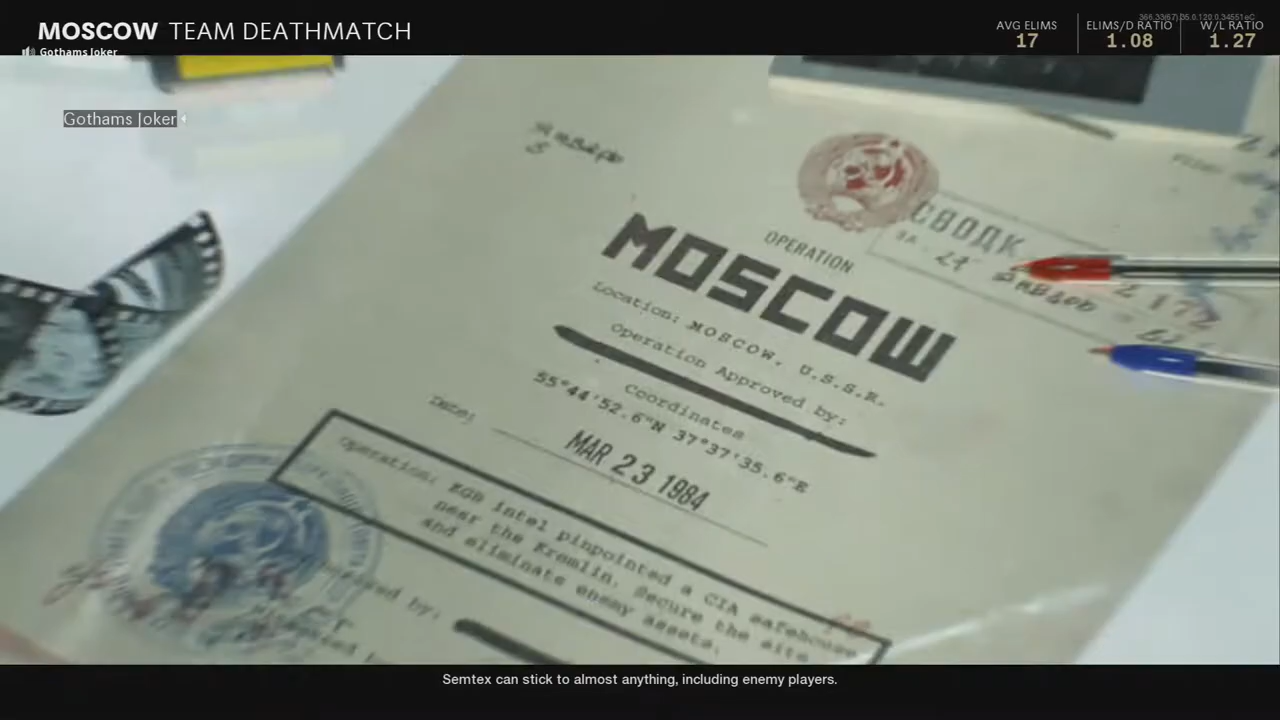 MOSCOW TEAM DEATHMATCH
Gothams Joker
AVG ELIMS
17
ELIMS/D RATIO
1.08
W/L RATIO
1.27
Gothams Joker
СВОДК
OPERATION
MOSCOW
Location: MOSCOW, U.S.S.R.
Operation Approved by:
Coordinates
55°44'52.6"N 37°37'35.6"E
Date:
MAR 23 1984
Operation: KGB intel pinpointed a CIA safehouse
near the Kremlin. Secure the site
and eliminate enemy assets.
by:
Semtex can stick to almost anything, including enemy players.